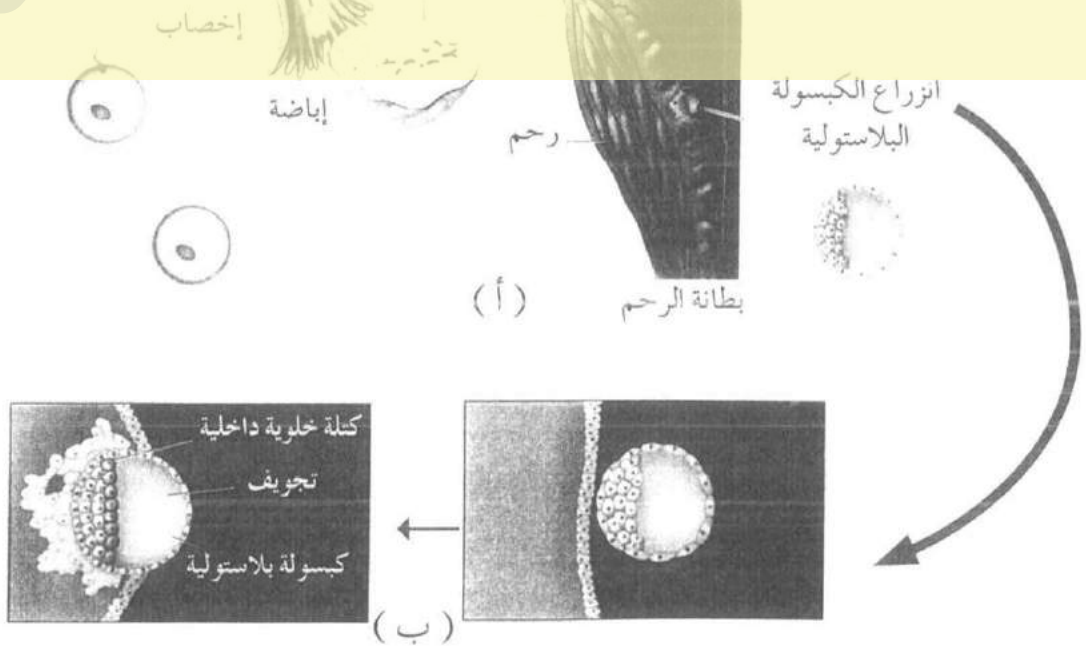 إخصاب
إباضة
رحم
انزراع الكبسولة
البلاستولية
بطانة الرحم
( أ )
كتلة خلوية داخلية
تجويف
كبسولة بلاستولية
( ب )